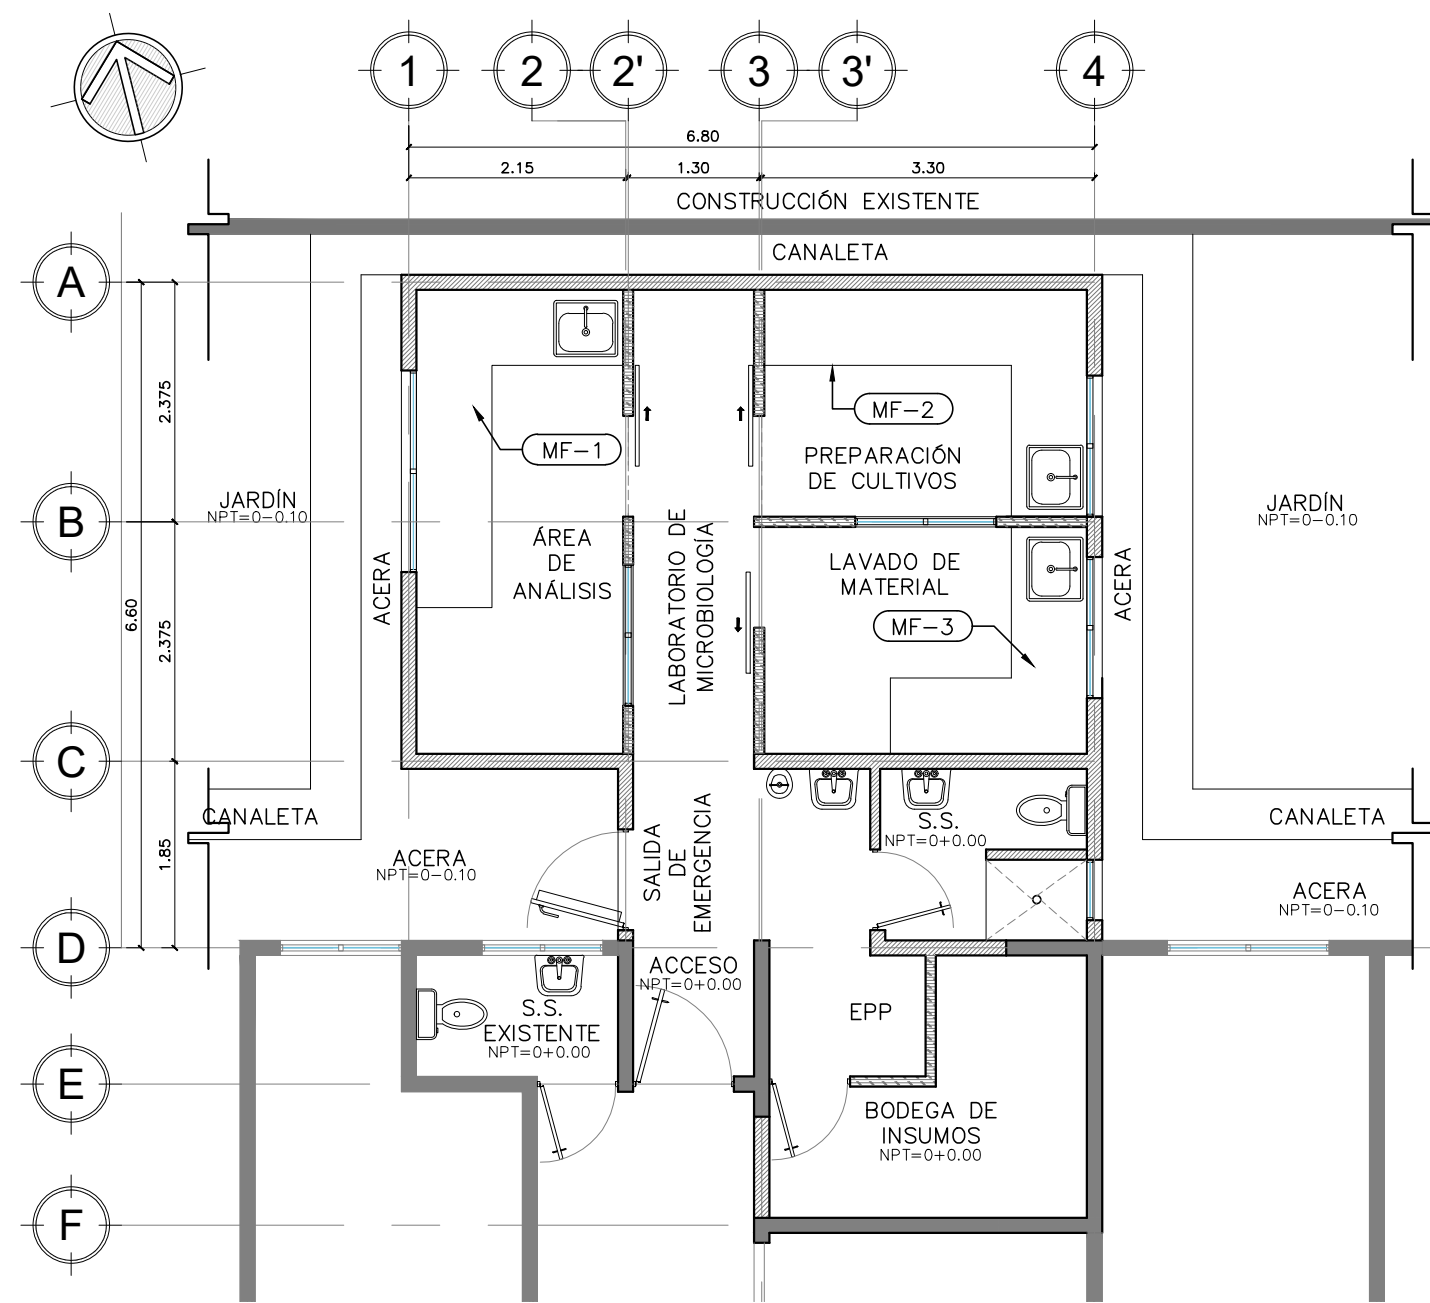 1 2 2' 3 3' 4
6.80
2.15 1.30 3.30
CONSTRUCCIÓN EXISTENTE
CANALETA
A
B
C
D
E
F
2.375
2.375
6.60
1.85
JARDÍN
NPT=0-0.10
ACERA
CANALETA
ACERA
NPT=0-0.10
MF-1
ÁREA
DE
ANÁLISIS
LABORATORIO DE
MICROBIOLOGÍA
MF-2
PREPARACIÓN
DE CULTIVOS
LAVADO DE
MATERIAL
MF-3
ACERA
JARDÍN
NPT=0-0.10
CANALETA
ACERA
NPT=0-0.10
SALIDA
DE
EMERGENCIA
S.S.
NPT=0+0.00
ACCESO
NPT=0+0.00
S.S.
EXISTENTE
NPT=0+0.00
EPP
BODEGA DE
INSUMOS
NPT=0+0.00